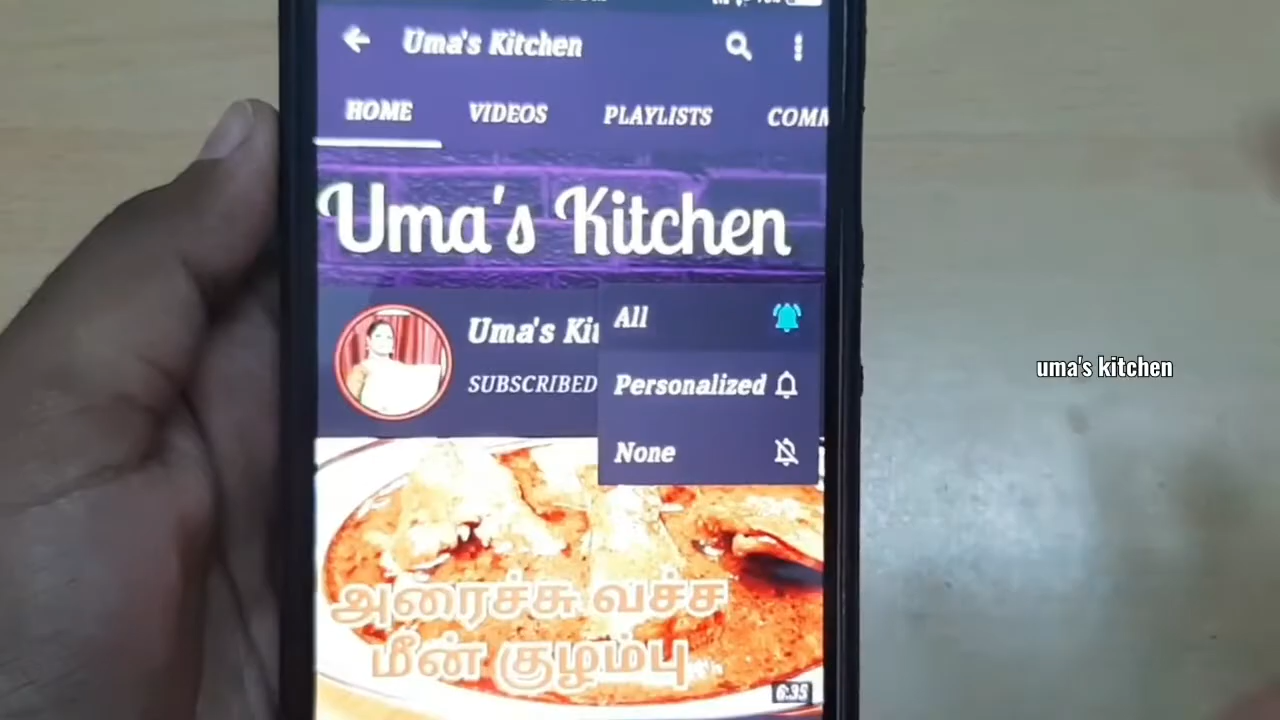 Uma's Kitchen
HOME VIDEOS PLAYLISTS COMM
Uma's Kitchen
Uma's Kit
SUBSCRIBED
All
Personalized
None
அரைச்சு வச்ச
மீன் குழம்பு
6:35
uma's kitchen